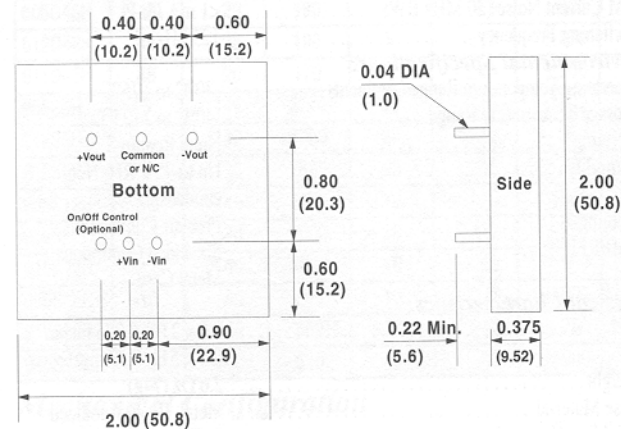 0.40 0.40 0.60
(10.2) (10.2) (15.2)
0.04 DIA
(1.0)
+Vout Common or N/C -Vout
Bottom
On/Off Control
(Optional)
+Vin -Vin
0.80
(20.3)
0.60
(15.2)
Side
2.00
(50.8)
0.20 0.20 0.90
(5.1) (5.1) (22.9)
0.22 Min. 0.375
(5.6) (9.52)
2.00 (50.8)